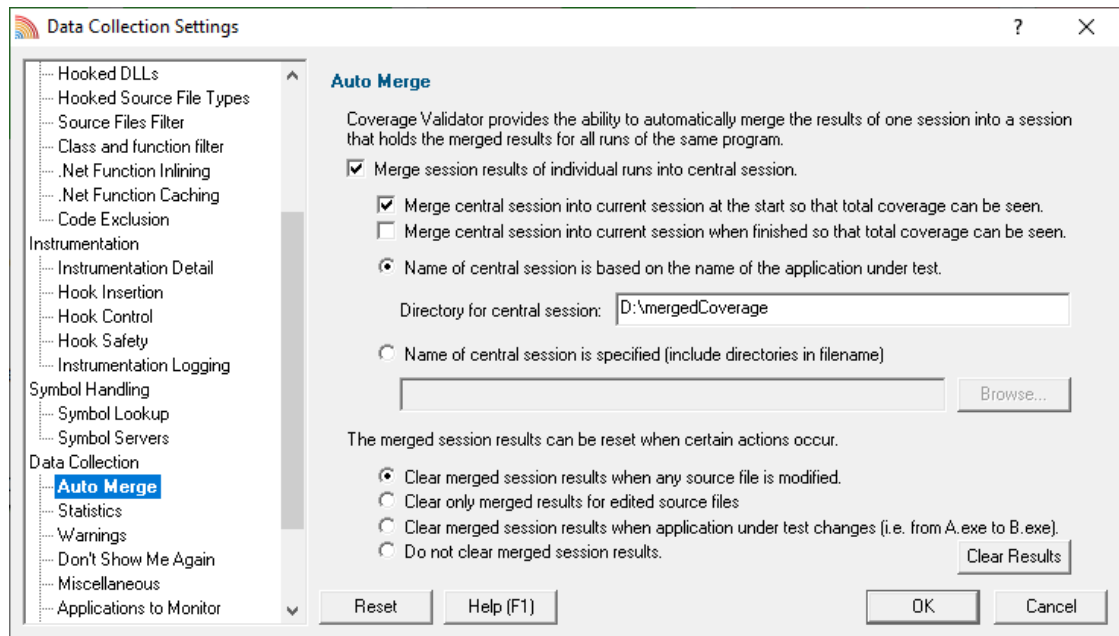 Data Collection Settings
?
Hooked DLLs
Hooked Source File Types
Source Files Filter
Class and function filter
.Net Function Inlining
.Net Function Caching
Code Exclusion
Instrumentation
Instrumentation Detail
Hook Insertion
Hook Control
Hook Safety
Instrumentation Logging
Symbol Handling
Symbol Lookup
Symbol Servers
Data Collection
Auto Merge
Statistics
Warnings
Don't Show Me Again
Miscellaneous
Applications to Monitor
Auto Merge
Coverage Validator provides the ability to automatically merge the results of one session into a session
that holds the merged results for all runs of the same program.
Merge session results of individual runs into central session.
Merge central session into current session at the start so that total coverage can be seen.
Merge central session into current session when finished so that total coverage can be seen.
Name of central session is based on the name of the application under test.
Directory for central session: D:\mergedCoverage
Name of central session is specified (include directories in filename)
Browse...
The merged session results can be reset when certain actions occur.
Clear merged session results when any source file is modified.
Clear only merged results for edited source files
Clear merged session results when application under test changes (i.e. from A.exe to B.exe).
Do not clear merged session results.
Clear Results
Reset Help (F1) OK Cancel